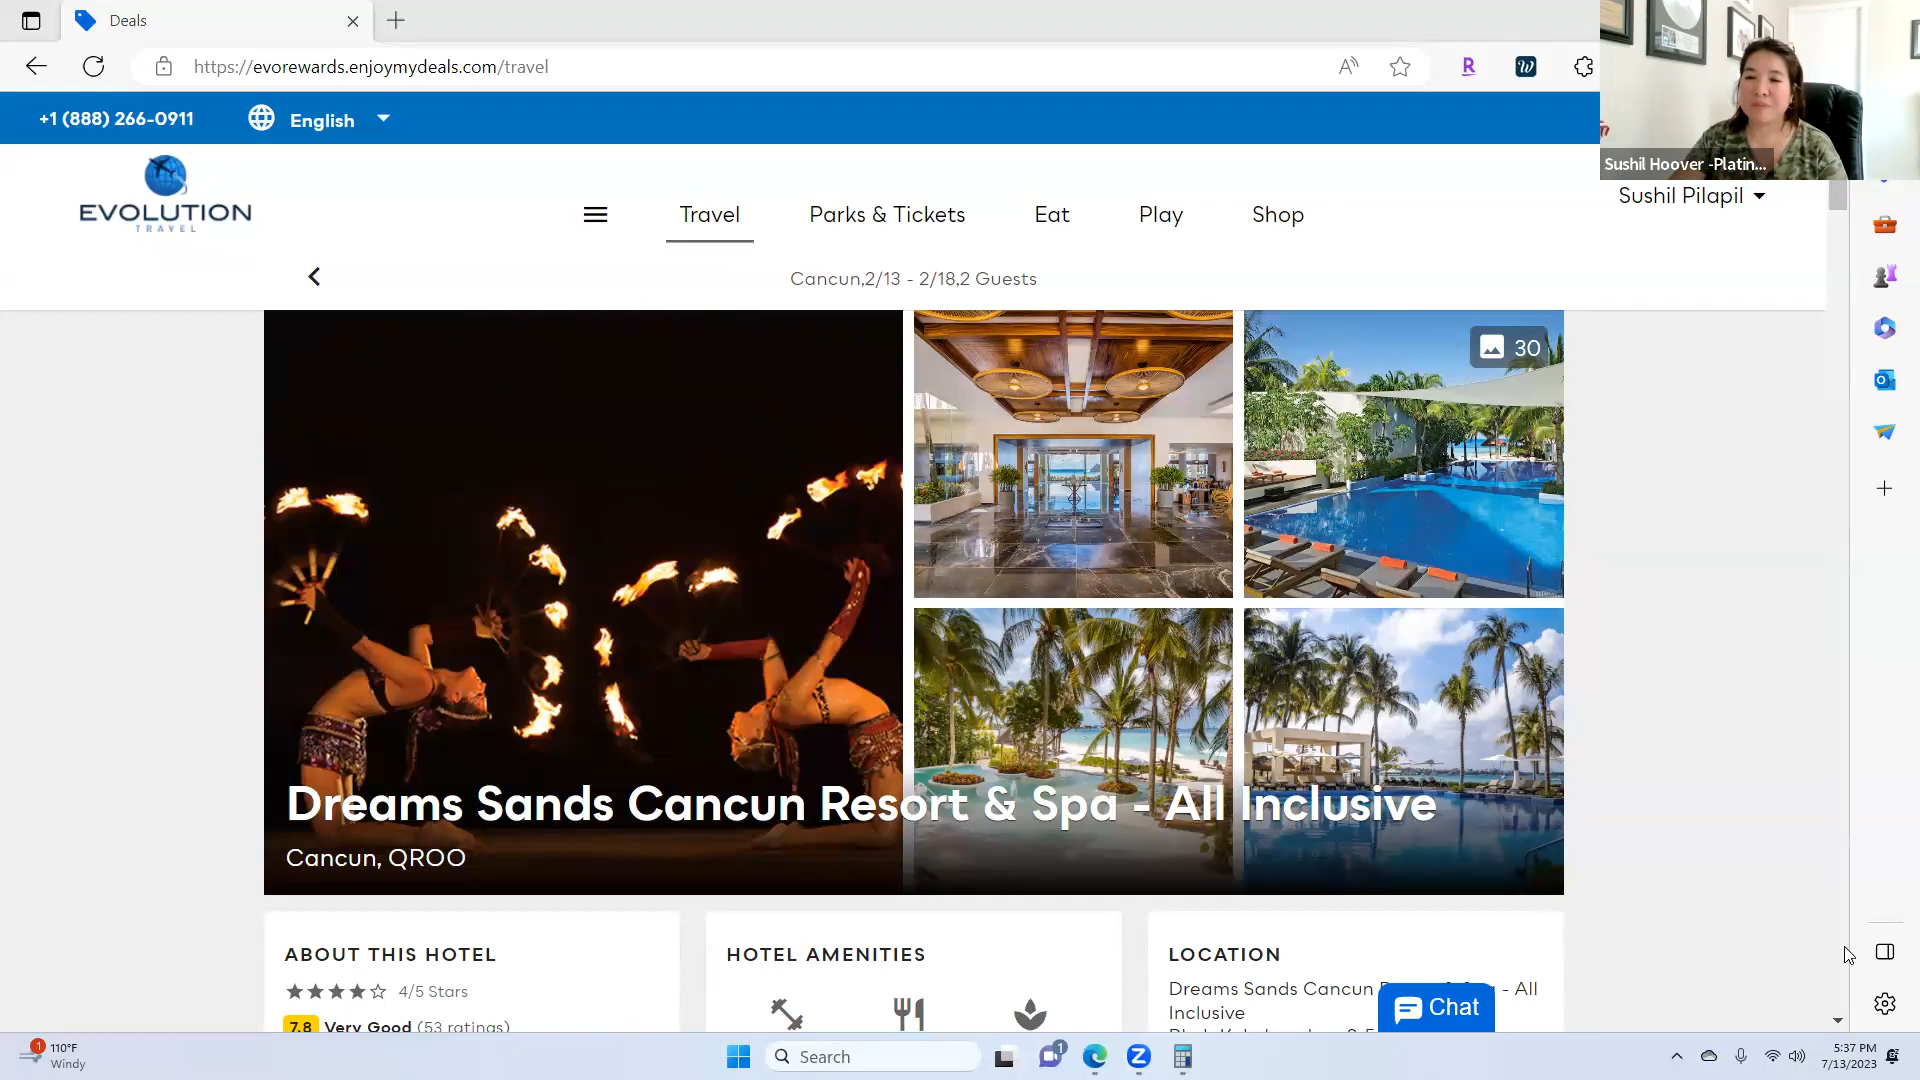 Deals
https://evorewards.enjoymydeals.com/travel
Sushil Hoover -Platin...
+1 (888) 266-0911
English
EVOLUTION
TRAVEL
Travel
Parks & Tickets
Eat
Play
Shop
Sushil Pilapil
Cancun,2/13 - 2/18,2 Guests
30
Dreams Sands Cancun Resort & Spa - All Inclusive
Cancun, QROO
ABOUT THIS HOTEL
4/5 Stars
7.8 Very Good (53 ratings)
HOTEL AMENITIES
LOCATION
Dreams Sands Cancun - All
Inclusive
Chat
1
110°F
Windy
Search
1
5:37 PM
7/13/2023